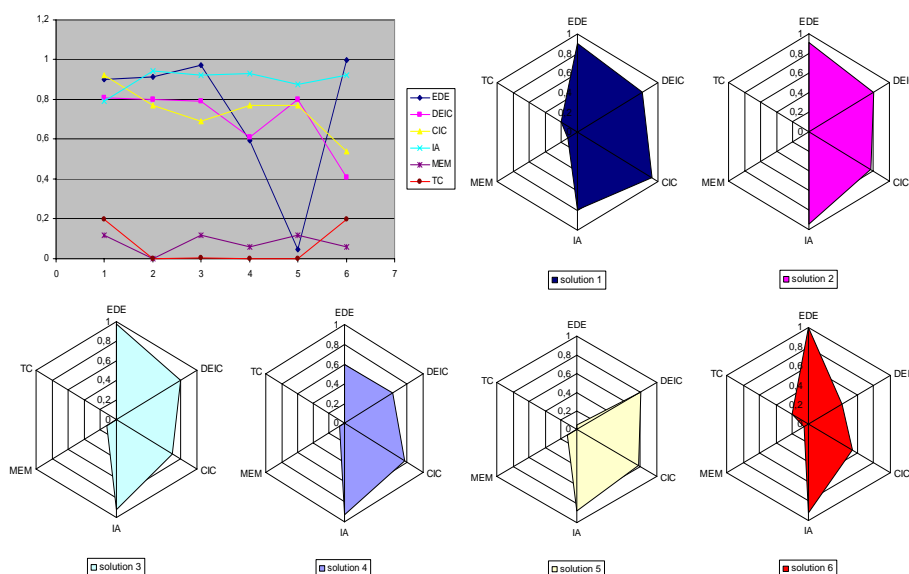 1,2
1
0,8
0,6
0,4
0,2
0
0 1 2 3 4 5 6 7
EDE
DEIC
CIC
IA
MEM
TC
EDE
1
0,8
0,6
0,4
0,2
0
DEIC
CIC
IA
MEM
TC
solution 1
EDE
1
0,8
0,6
0,4
0,2
0
DEIC
CIC
IA
MEM
TC
solution 2
EDE
1
0,8
0,6
0,4
0,2
0
DEIC
CIC
IA
MEM
TC
solution 3
EDE
1
0,8
0,6
0,4
0,2
0
DEIC
CIC
IA
MEM
TC
solution 4
EDE
1
0,8
0,6
0,4
0,2
0
DEIC
CIC
IA
MEM
TC
solution 5
EDE
1
0,8
0,6
0,4
0,2
0
DEIC
CIC
IA
MEM
TC
solution 6